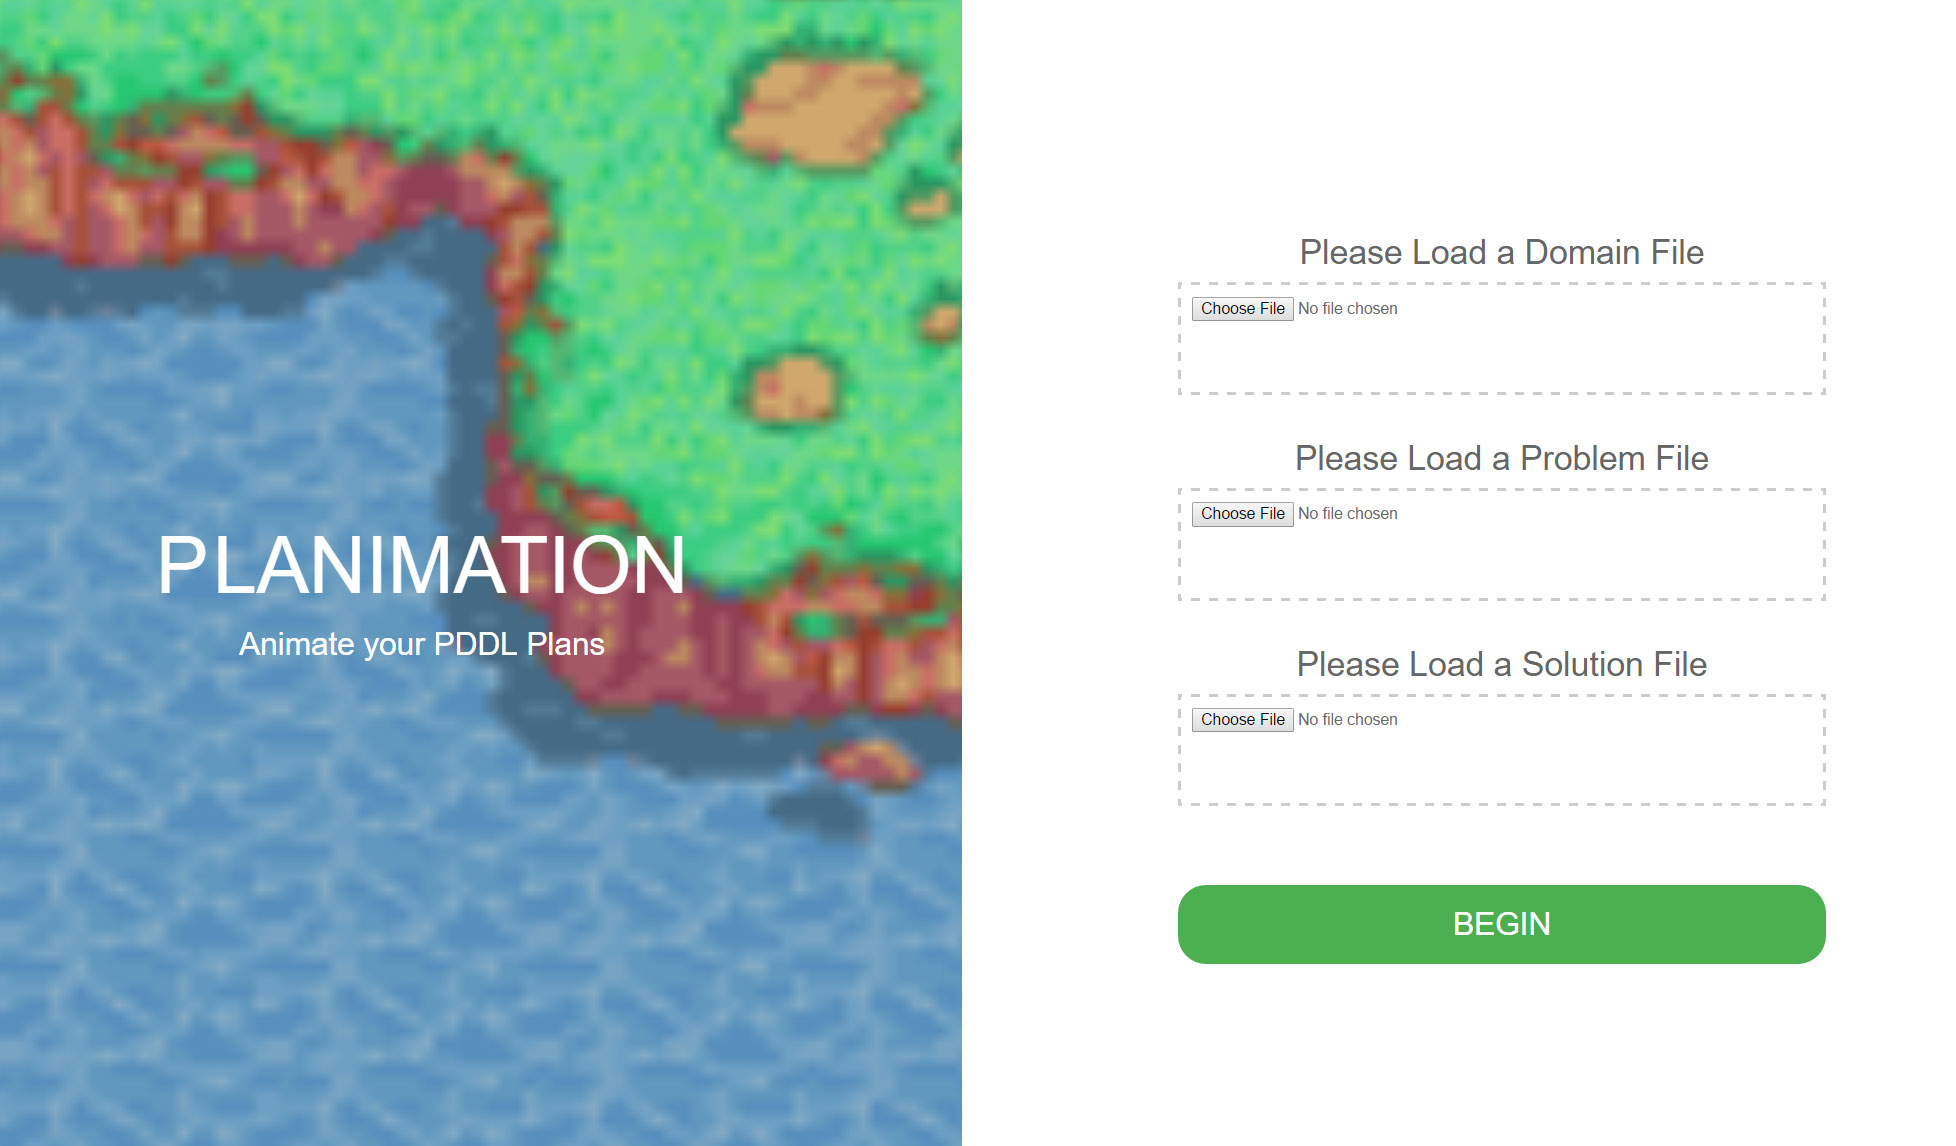 PLANIMATION
Animate your PDDL Plans
Please Load a Domain File
Choose File No file chosen
Please Load a Problem File
Choose File No file chosen
Please Load a Solution File
Choose File No file chosen
BEGIN